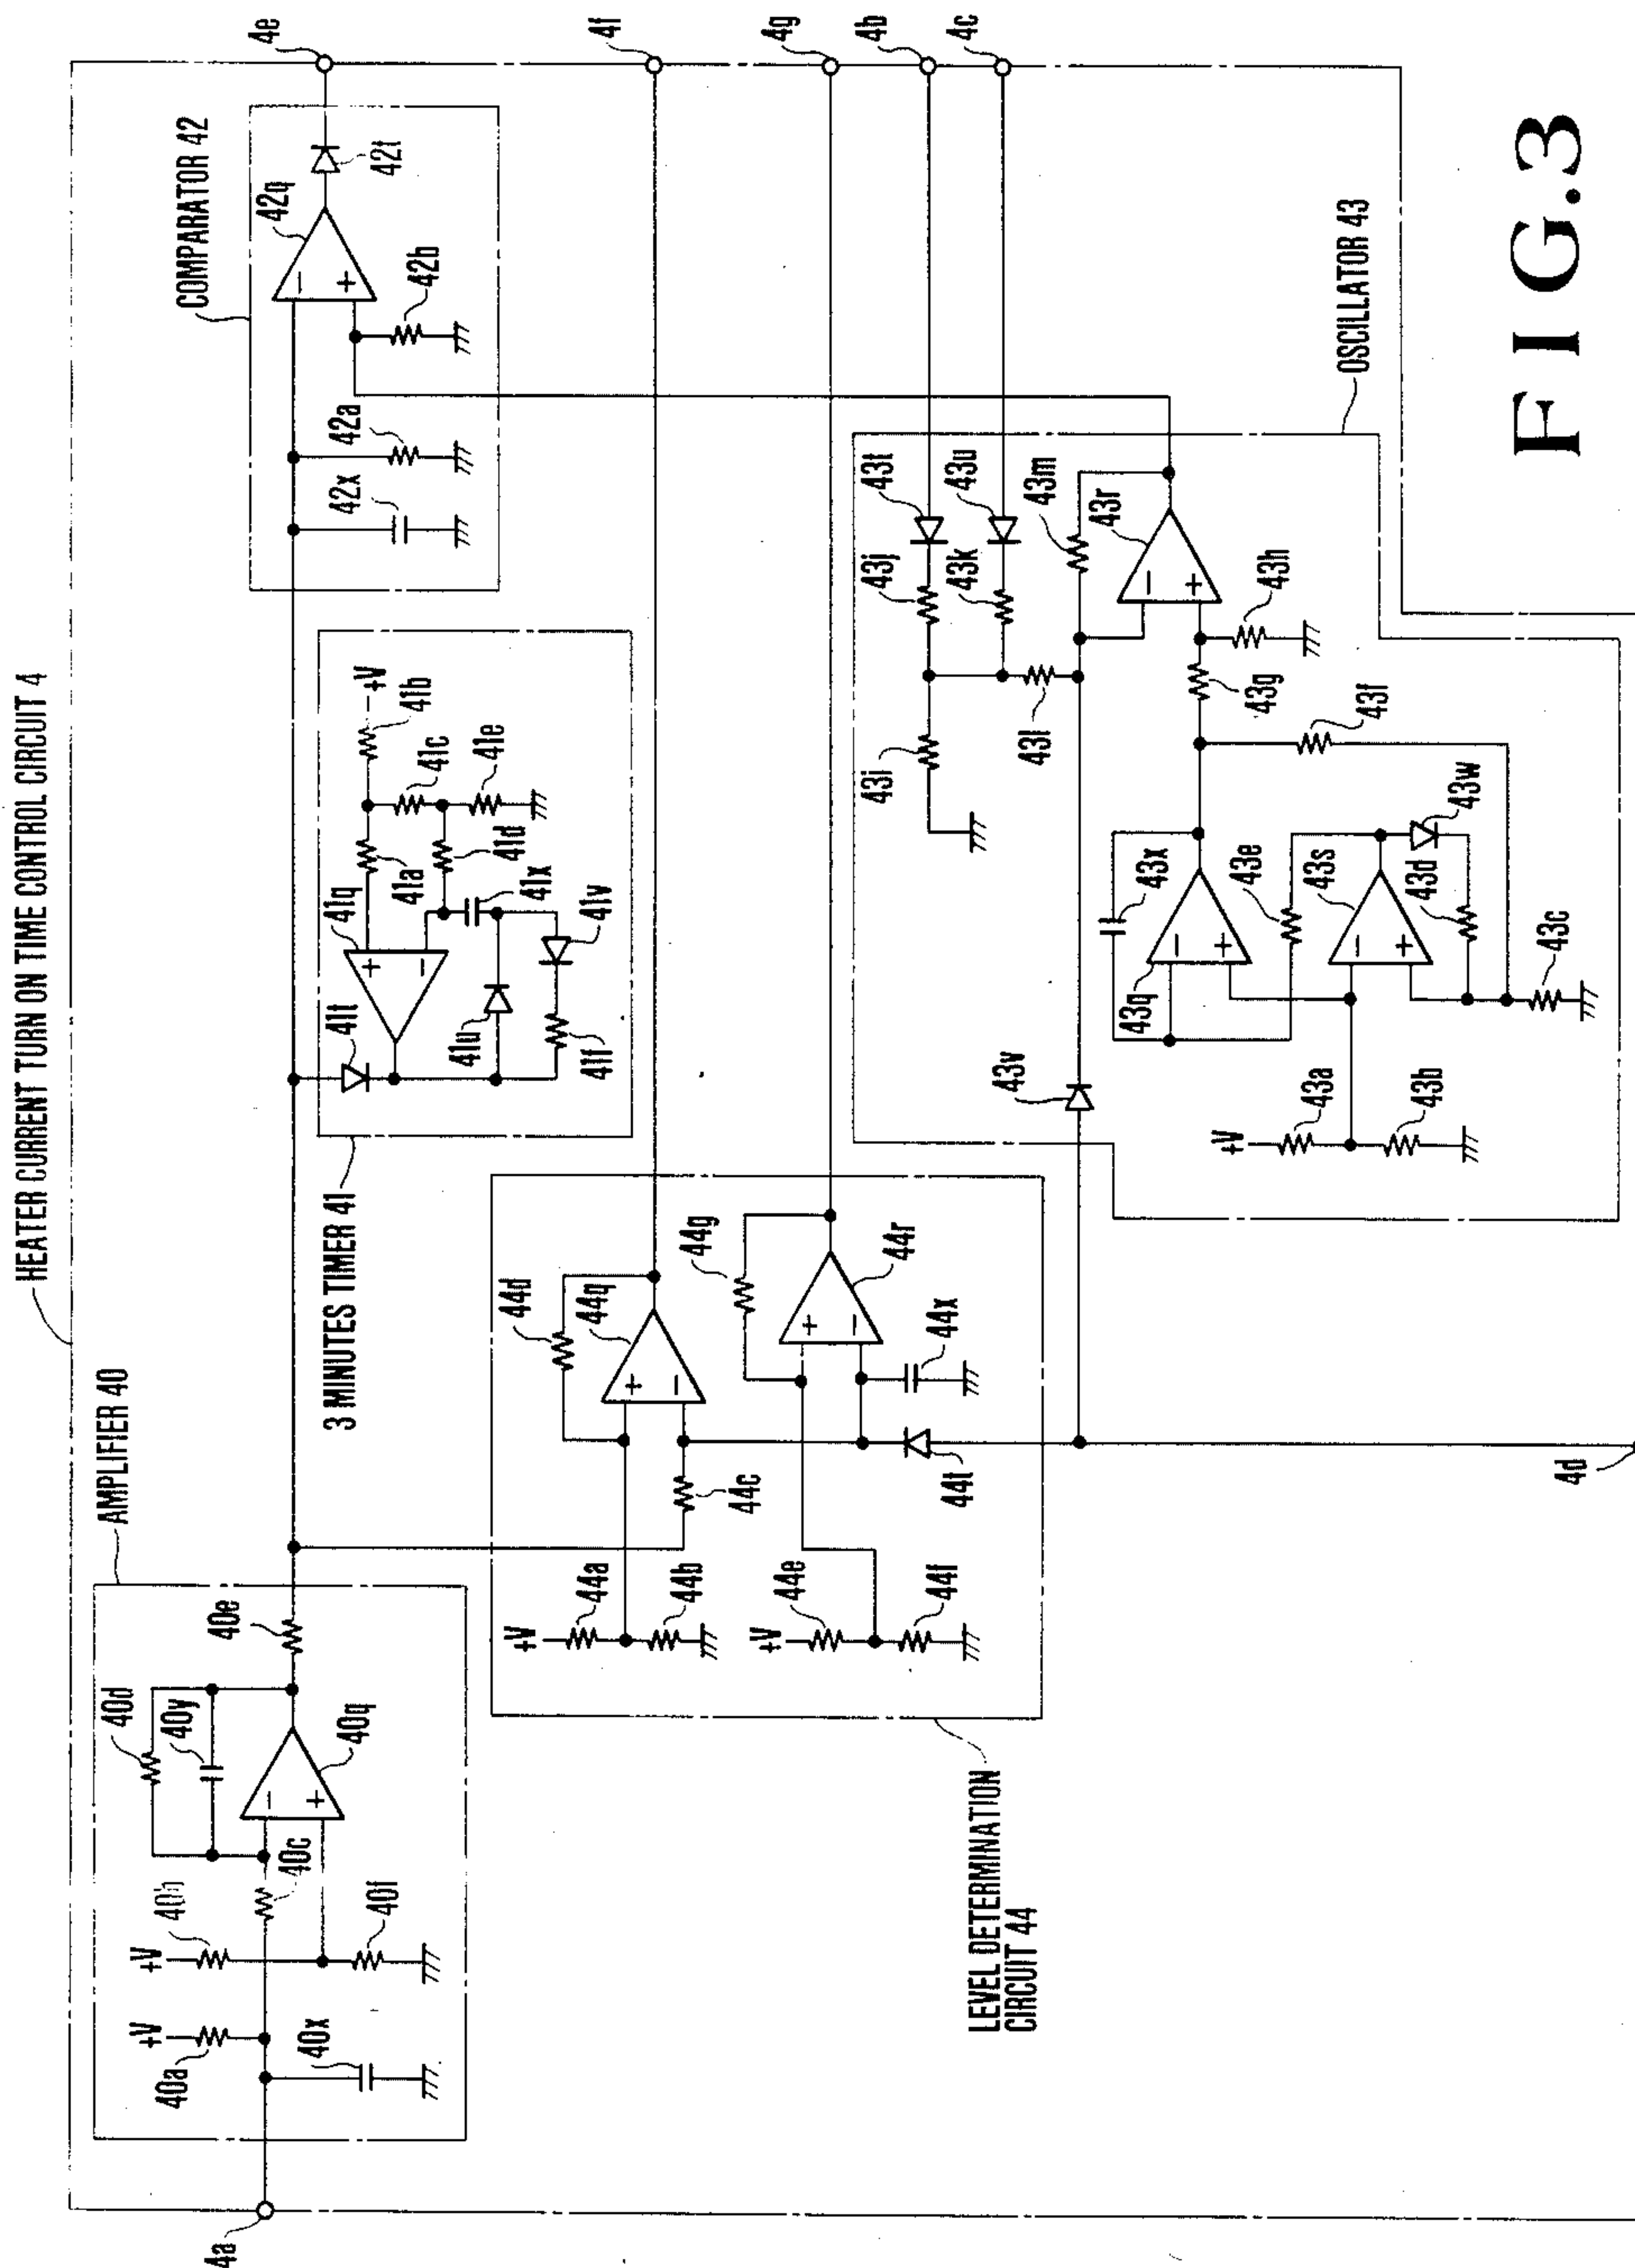 HEATER CURRENT TURN ON TIME CONTROL CIRCUIT 4
AMPLIFIER 40
4a
+V
40a
40x
+V
40b
40f
40c
40d
40y
40q
−
+
40e
3 MINUTES TIMER 41
41t
41q
+
−
41a
41b
+V
41c
41e
41d
41x
41u
41v
41f
COMPARATOR 42
42x
42a
42b
42q
−
+
42t
4e
4f
4g
4b
4c
LEVEL DETERMINATION
CIRCUIT 44
+V
44a
44b
44c
44d
44q
+
−
+V
44e
44f
44g
44r
+
−
44x
44t
4d
OSCILLATOR 43
43v
43i
43j
43k
43l
43t
43u
43m
43r
−
+
43g
43h
43f
+V
43a
43b
43q
−
+
43x
43e
43s
−
+
43d
43w
43c
FIG.3